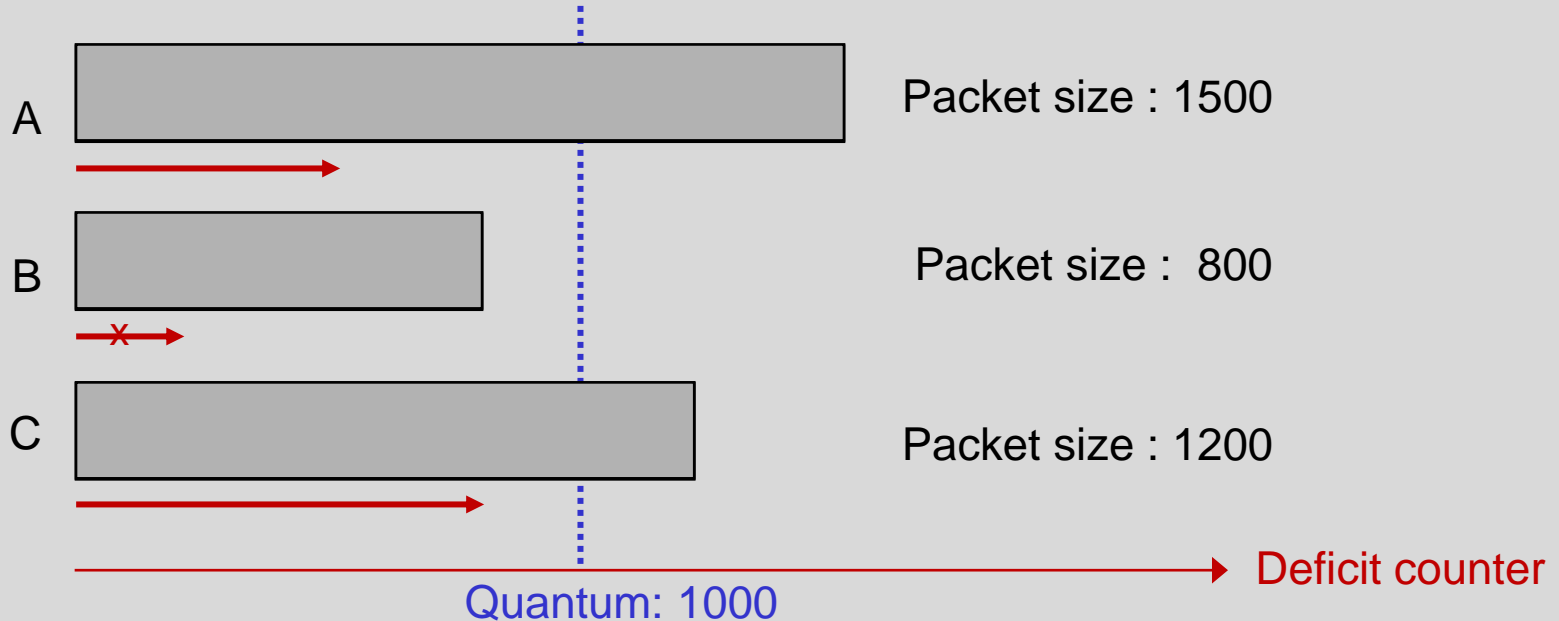 A
Packet size : 1500
B
Packet size : 800
x
C
Packet size : 1200
Deficit counter
Quantum: 1000